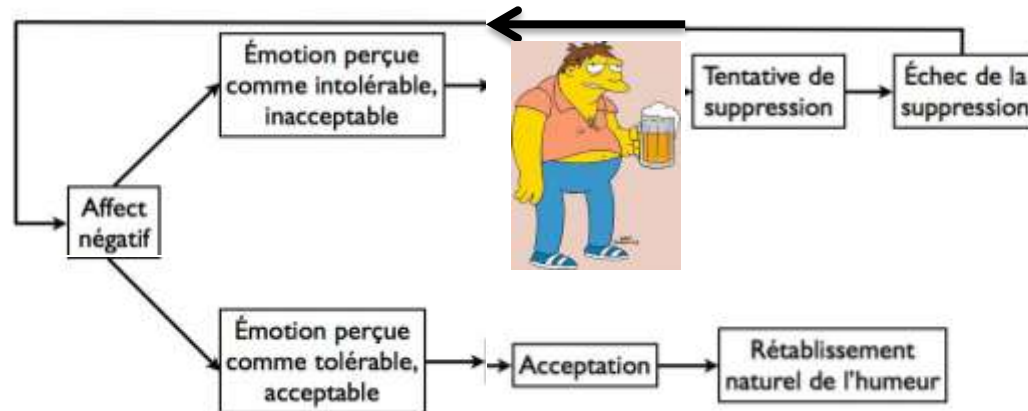 Émotion perçue
comme intolérable,
inacceptable
Tentative de
suppression
Échec de la
suppression
Affect
négatif
Émotion perçue
comme tolérable,
acceptable
Acceptation
Rétablissement
naturel de l'humeur